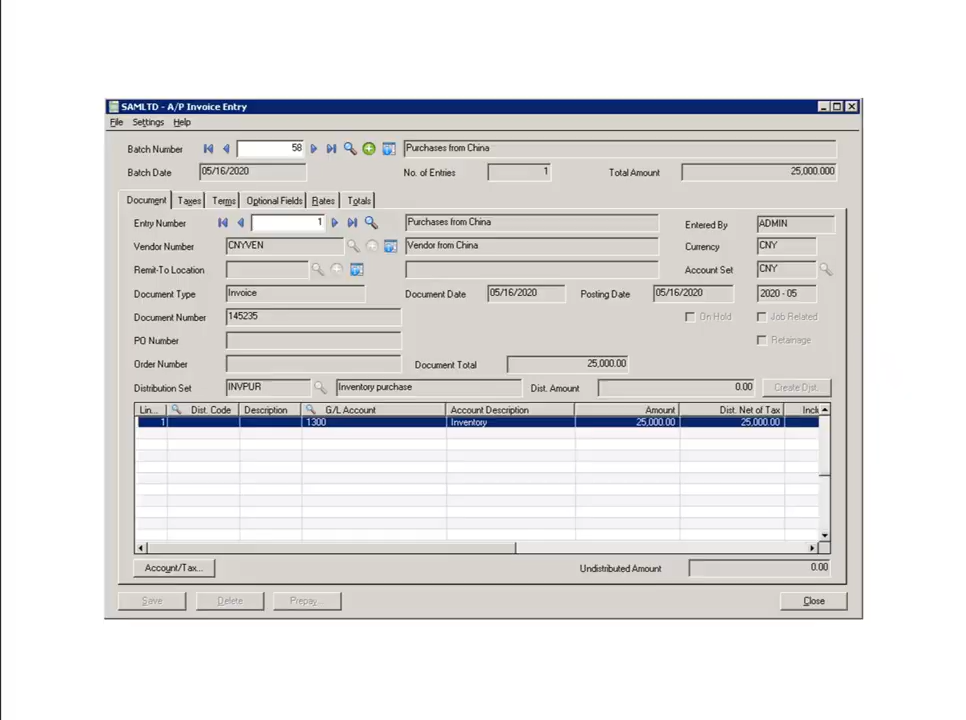 SAMLTD - A/P Invoice Entry
File Settings Help
Batch Number 58 Purchases from China
Batch Date 05/16/2020 No. of Entries 1 Total Amount 25,000.000
Document Taxes Terms Optional Fields Rates Totals
Entry Number 1 Purchases from China Entered By ADMIN
Vendor Number CNYVEN Vendor from China Currency CNY
Remit-To Location Account Set CNY
Document Type Invoice Document Date 05/16/2020 Posting Date 05/16/2020 2020 - 05
Document Number 145235 On Hold Job Related
PO Number Retainage
Order Number Document Total 25,000.00
Distribution Set INVPUR Inventory purchase Dist. Amount 0.00 Create Dist.
Lin... Dist. Code Description G/L Account Account Description Amount Dist. Net of Tax Inclu
1 1300 Inventory 25,000.00 25,000.00
Account/Tax... Undistributed Amount 0.00
Save Delete Prepay... Close